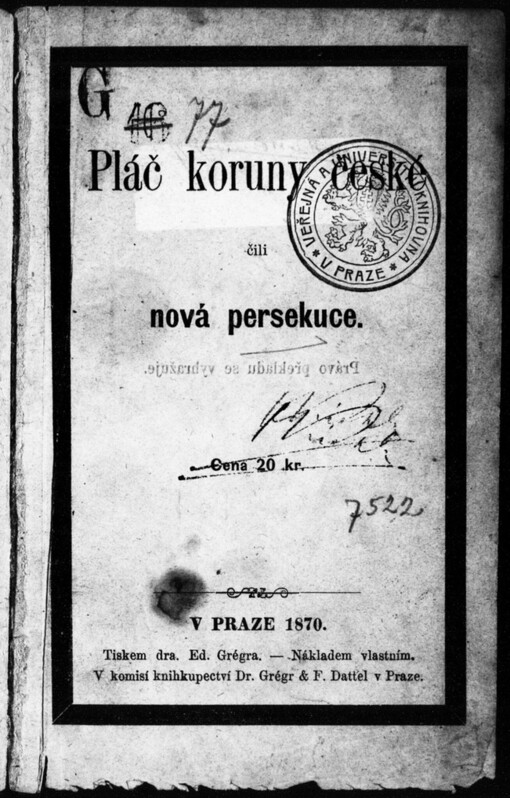 G
77
Pláč koruny české
VEŘEJNÁ A UNIVERS. KNIHOVNA
* V PRAZE *
čili
nová persekuce.
Právo překladu se vyhražuje.
Cena 20 kr.
7522
V PRAZE 1870.
Tiskem dra. Ed. Grégra. — Nákladem vlastním.
V komisí knihkupectví Dr. Grégr & F. Dattel v Praze.